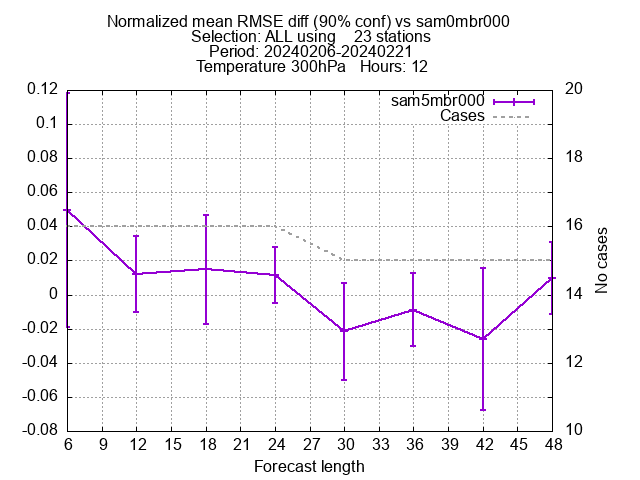 Normalized mean RMSE diff (90% conf) vs sam0mbr000
Selection: ALL using    23 stations
Period: 20240206-20240221
Temperature 300hPa   Hours: 12
sam5mbr000
Cases
0.12
0.1
0.08
0.06
0.04
0.02
0
-0.02
-0.04
-0.06
-0.08
20
18
16
14
12
10
No cases
6 9 12 15 18 21 24 27 30 33 36 39 42 45 48
Forecast length